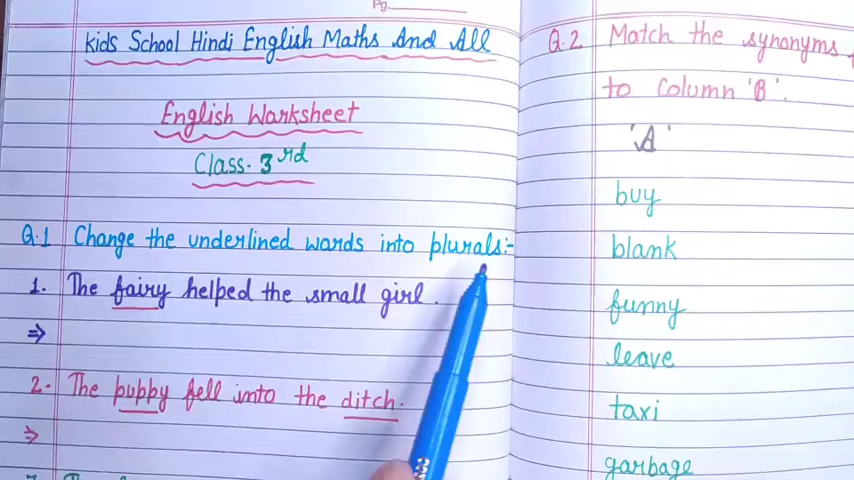 Pg.
Kids School Hindi English Maths And All
English Worksheet
Class. 3rd
Q.1 Change the underlined words into plurals:-
1. The fairy helped the small girl.
⇒
2. The puppy fell into the ditch.
⇒
Q.2 Match the synonyms
to Column 'B'.
'A'
buy
blank
funny
leave
taxi
garbage